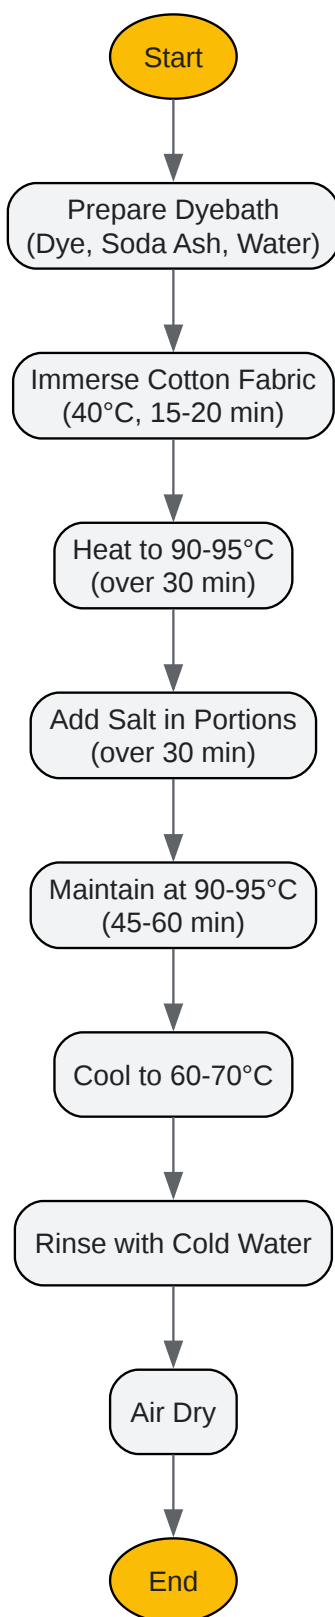 Start
Prepare Dyebath
(Dye, Soda Ash, Water)
Immerse Cotton Fabric
(40°C, 15-20 min)
Heat to 90-95°C
(over 30 min)
Add Salt in Portions
(over 30 min)
Maintain at 90-95°C
(45-60 min)
Cool to 60-70°C
Rinse with Cold Water
Air Dry
End